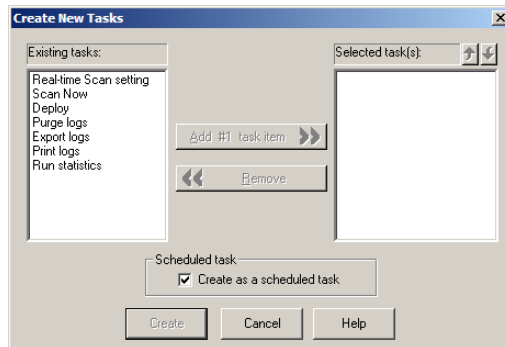 Create New Tasks
Existing tasks:
Selected task(s):
Real-time Scan setting
Scan Now
Deploy
Purge logs
Export logs
Print logs
Run statistics
Add #1 task item
Remove
Scheduled task
Create as a scheduled task
Create
Cancel
Help